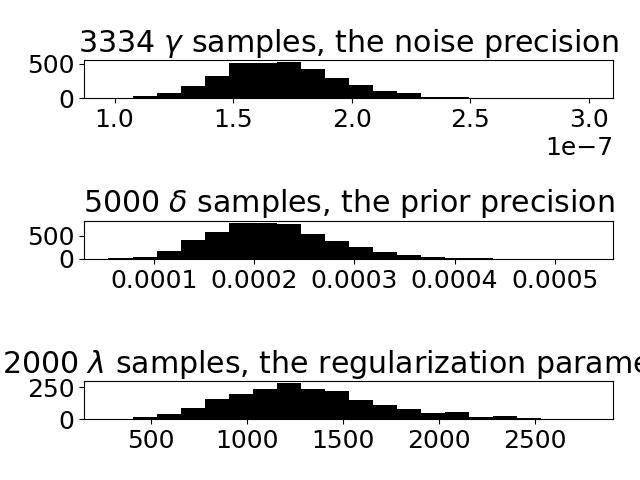 3334 γ samples, the noise precision
500
0
1.0 1.5 2.0 2.5 3.0
1e−7
5000 δ samples, the prior precision
500
0
0.0001 0.0002 0.0003 0.0004 0.0005
2000 λ samples, the regularization parame
250
0
500 1000 1500 2000 2500